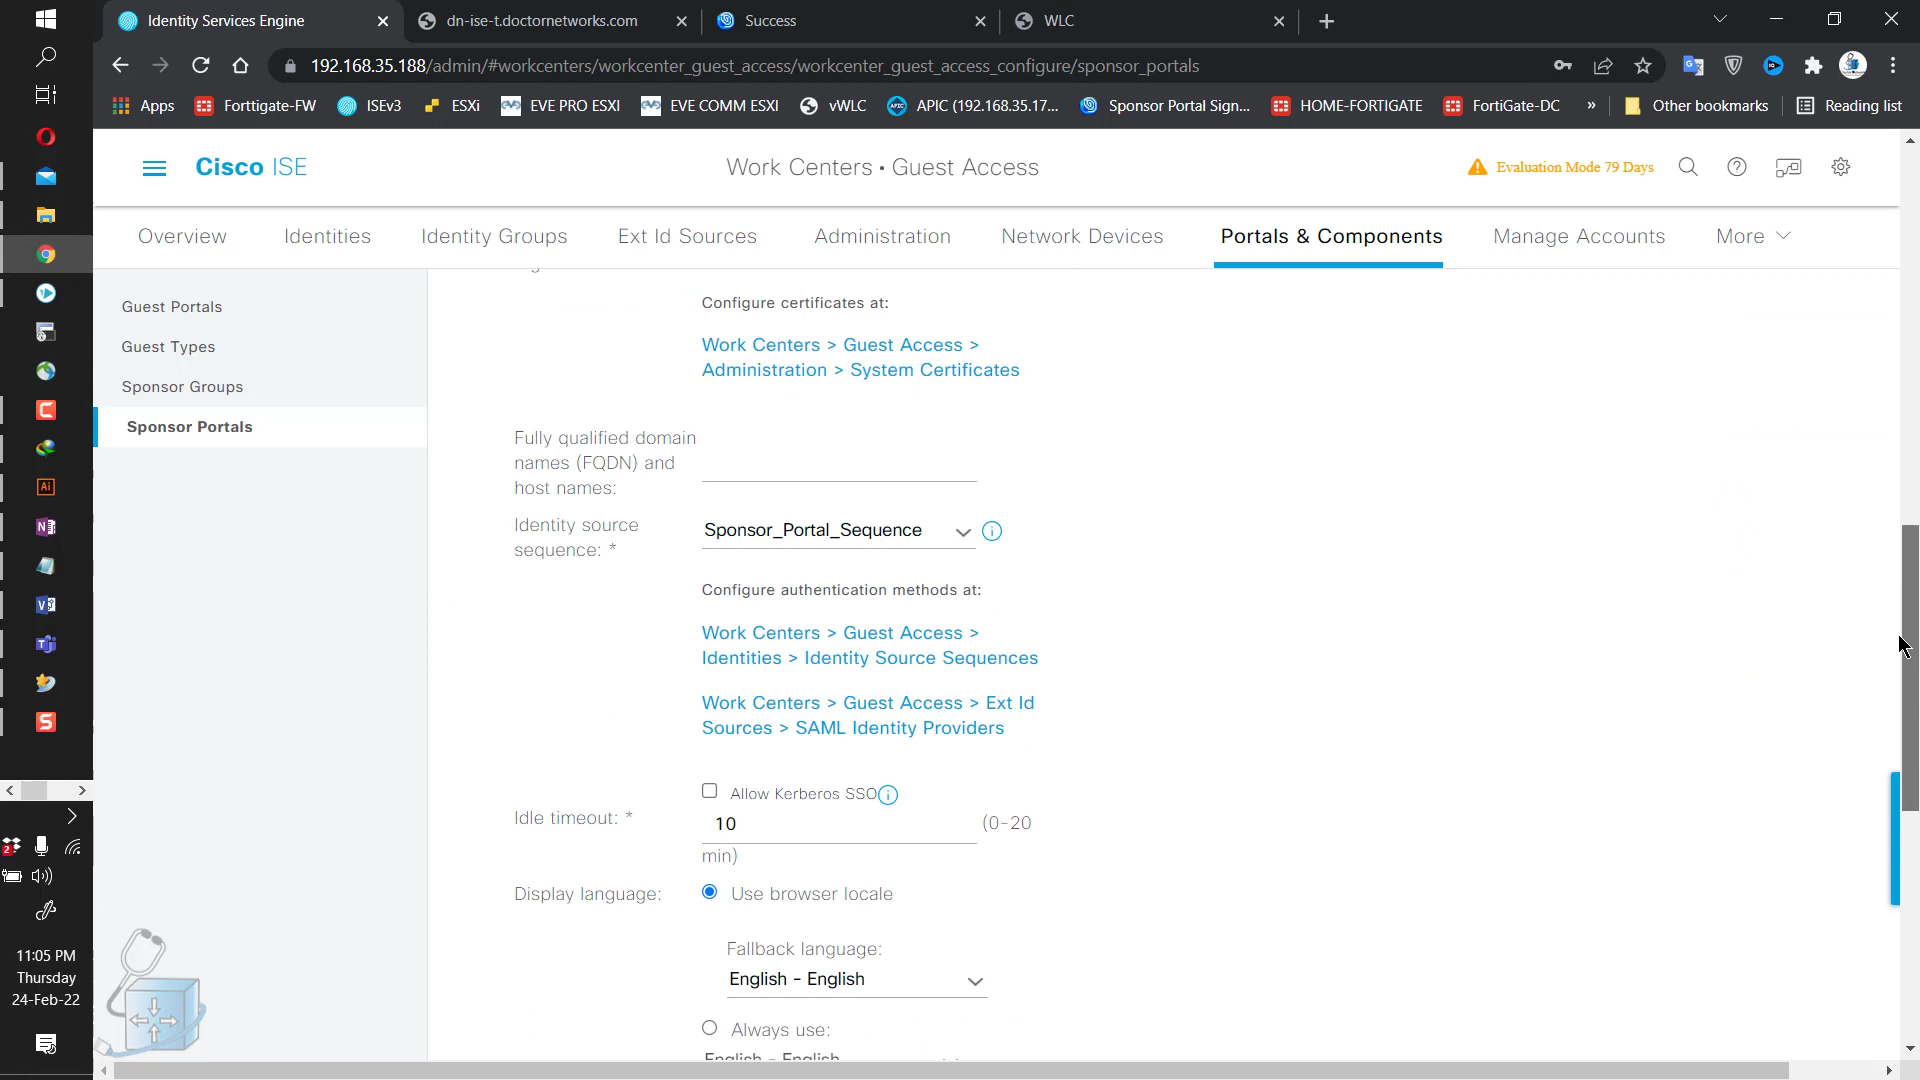 Identity Services Engine
dn-ise-t.doctornetworks.com
Success
WLC
192.168.35.188/admin/#workcenters/workcenter_guest_access/workcenter_guest_access_configure/sponsor_portals
Apps
Forttigate-FW
ISEv3
ESXi
EVE PRO ESXI
EVE COMM ESXI
vWLC
APIC (192.168.35.17...
Sponsor Portal Sign...
HOME-FORTIGATE
FortiGate-DC
»
Other bookmarks
Reading list
Cisco ISE
Work Centers • Guest Access
Evaluation Mode 79 Days
Overview
Identities
Identity Groups
Ext Id Sources
Administration
Network Devices
Portals & Components
Manage Accounts
More
Guest Portals
Guest Types
Sponsor Groups
Sponsor Portals
Configure certificates at:
Work Centers > Guest Access >
Administration > System Certificates
Fully qualified domain
names (FQDN) and
host names:
Identity source
sequence: *
Sponsor_Portal_Sequence
Configure authentication methods at:
Work Centers > Guest Access >
Identities > Identity Source Sequences
Work Centers > Guest Access > Ext Id
Sources > SAML Identity Providers
Allow Kerberos SSO
Idle timeout: *
10
(0-20
min)
Display language:
Use browser locale
Fallback language:
English - English
Always use:
English - English
11:05 PM
Thursday
24-Feb-22